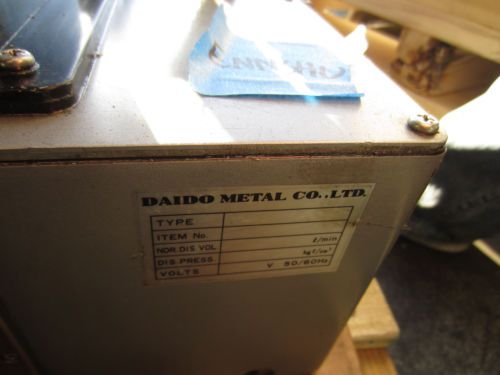 DAIDO METAL CO.,LTD.
TYPE
ITEM No.
NOR.DIS VOL ℓ/min
DIS.PRESS kgf/cm²
VOLTS V 50/60Hz